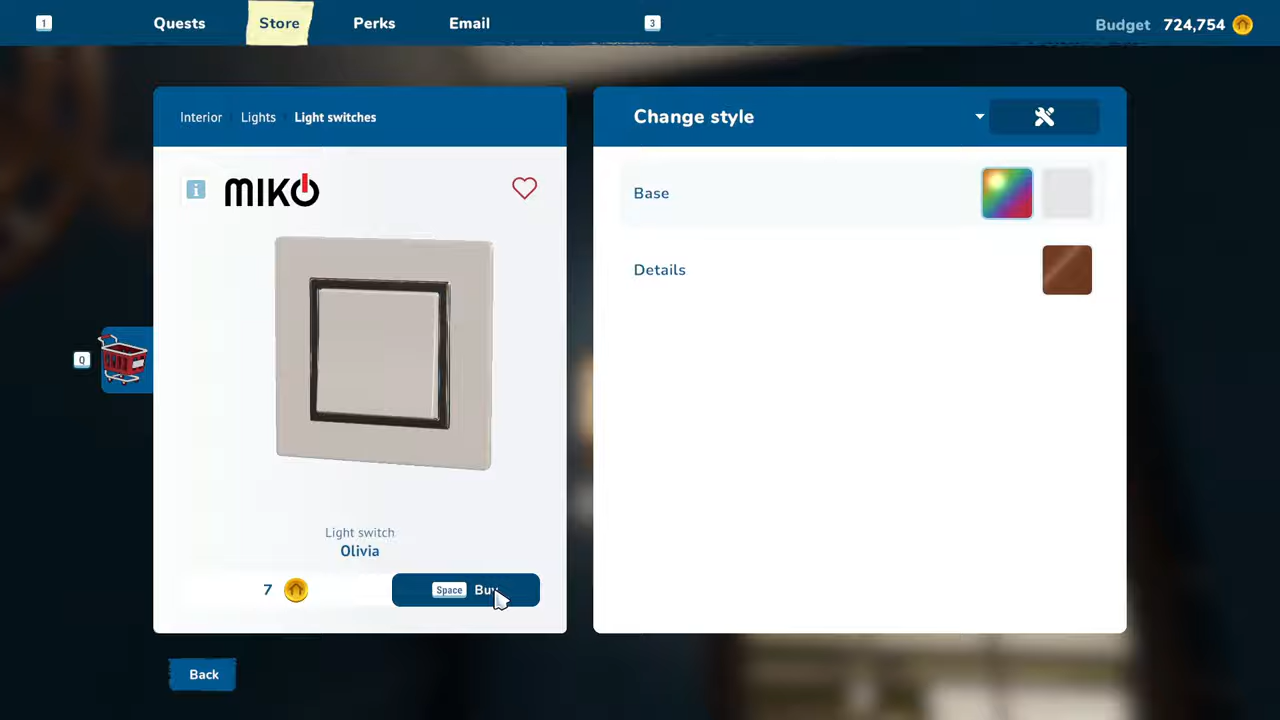 1 Quests Store Perks Email 3 Budget 724,754
Interior Lights Light switches
Change style
i MIKO
Base
Details
Q
Light switch
Olivia
7 Space Buy
Back